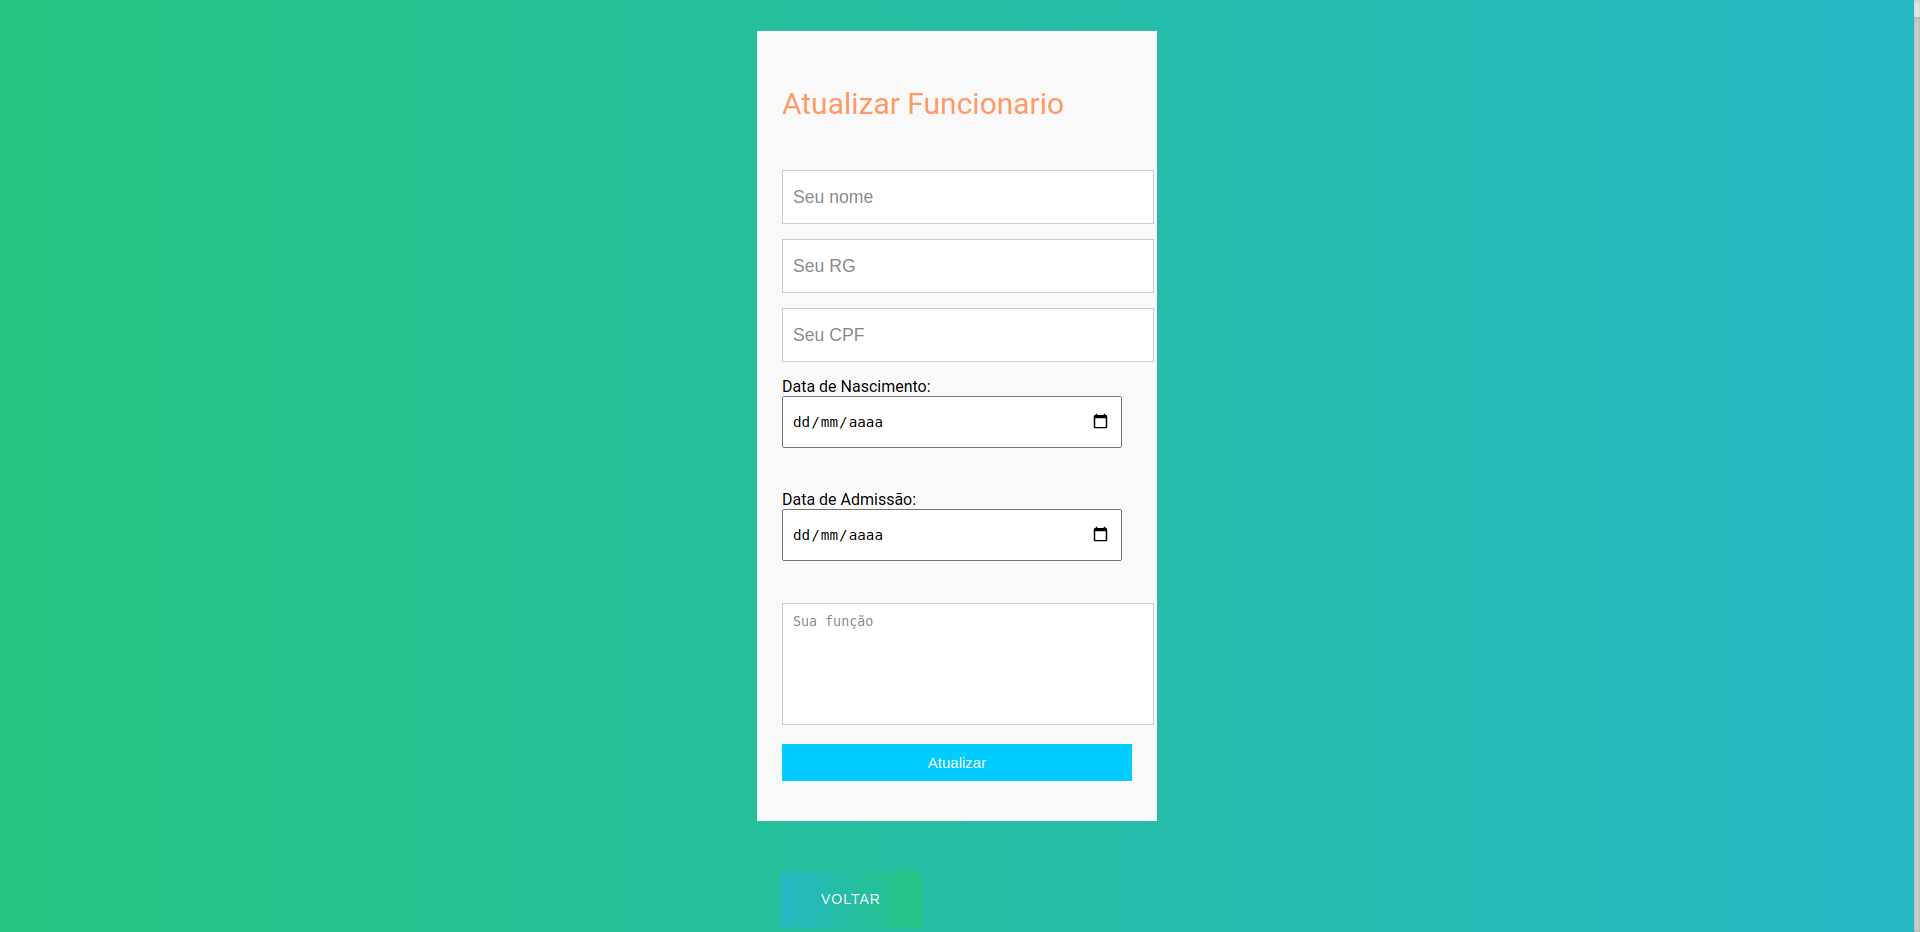 Atualizar Funcionario
Seu nome
Seu RG
Seu CPF
Data de Nascimento:
dd/mm/aaaa
Data de Admissão:
dd/mm/aaaa
Sua função
Atualizar
VOLTAR